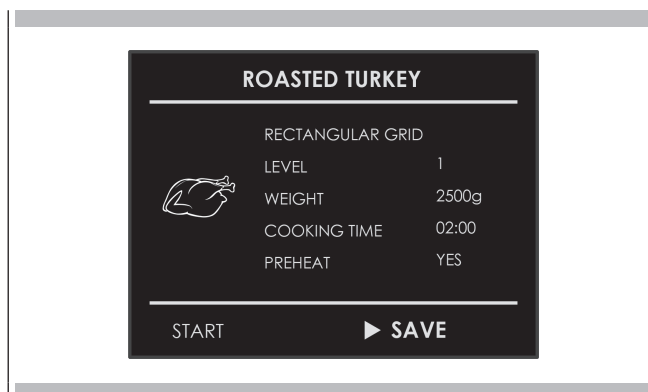 ROASTED TURKEY
RECTANGULAR GRID
LEVEL 1
WEIGHT 2500g
COOKING TIME 02:00
PREHEAT YES
START ▶ SAVE